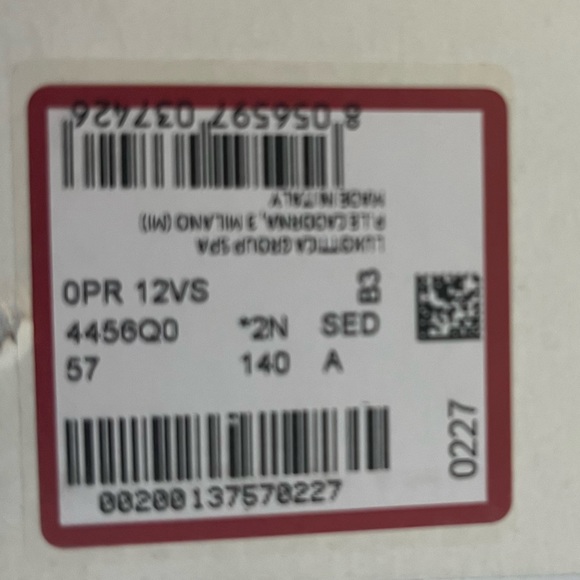 8 056597 037426
MADE IN ITALY
P.LE CADORNA, 3 MILANO (MI)
LUXOTTICA GROUP SPA
0PR 12VS B3
4456Q0 *2N SED
57 140 A
0227
00200137570227